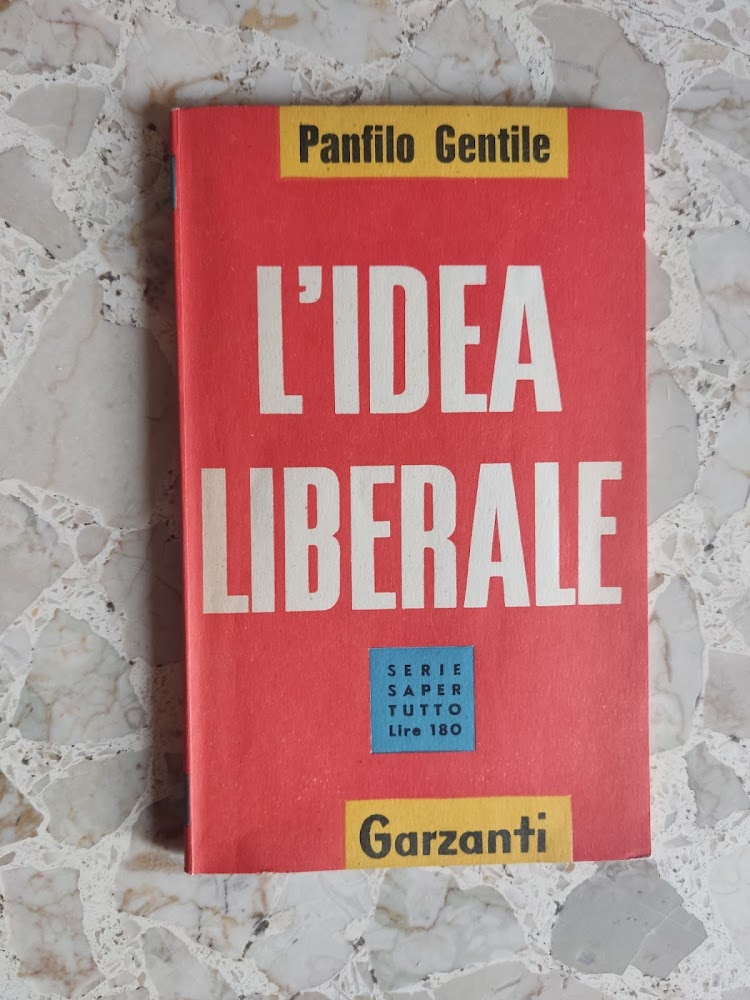 Panfilo Gentile
L'IDEA
LIBERALE
SERIE
SAPER
TUTTO
Lire 180
Garzanti